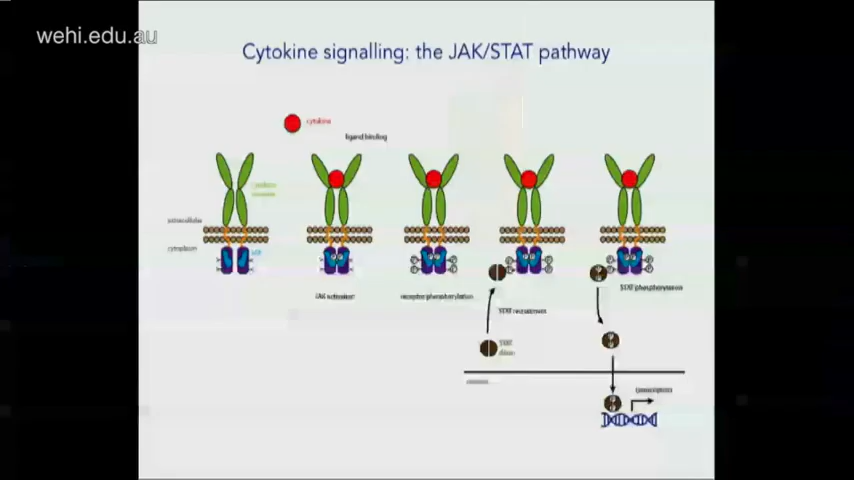 wehi.edu.au
Cytokine signalling: the JAK/STAT pathway
cytokine
ligand binding
extracellular
cytoplasm
JAK
JAK activation
receptor phosphorylation
STAT recruitment
STAT phosphorylation
STAT
transcription